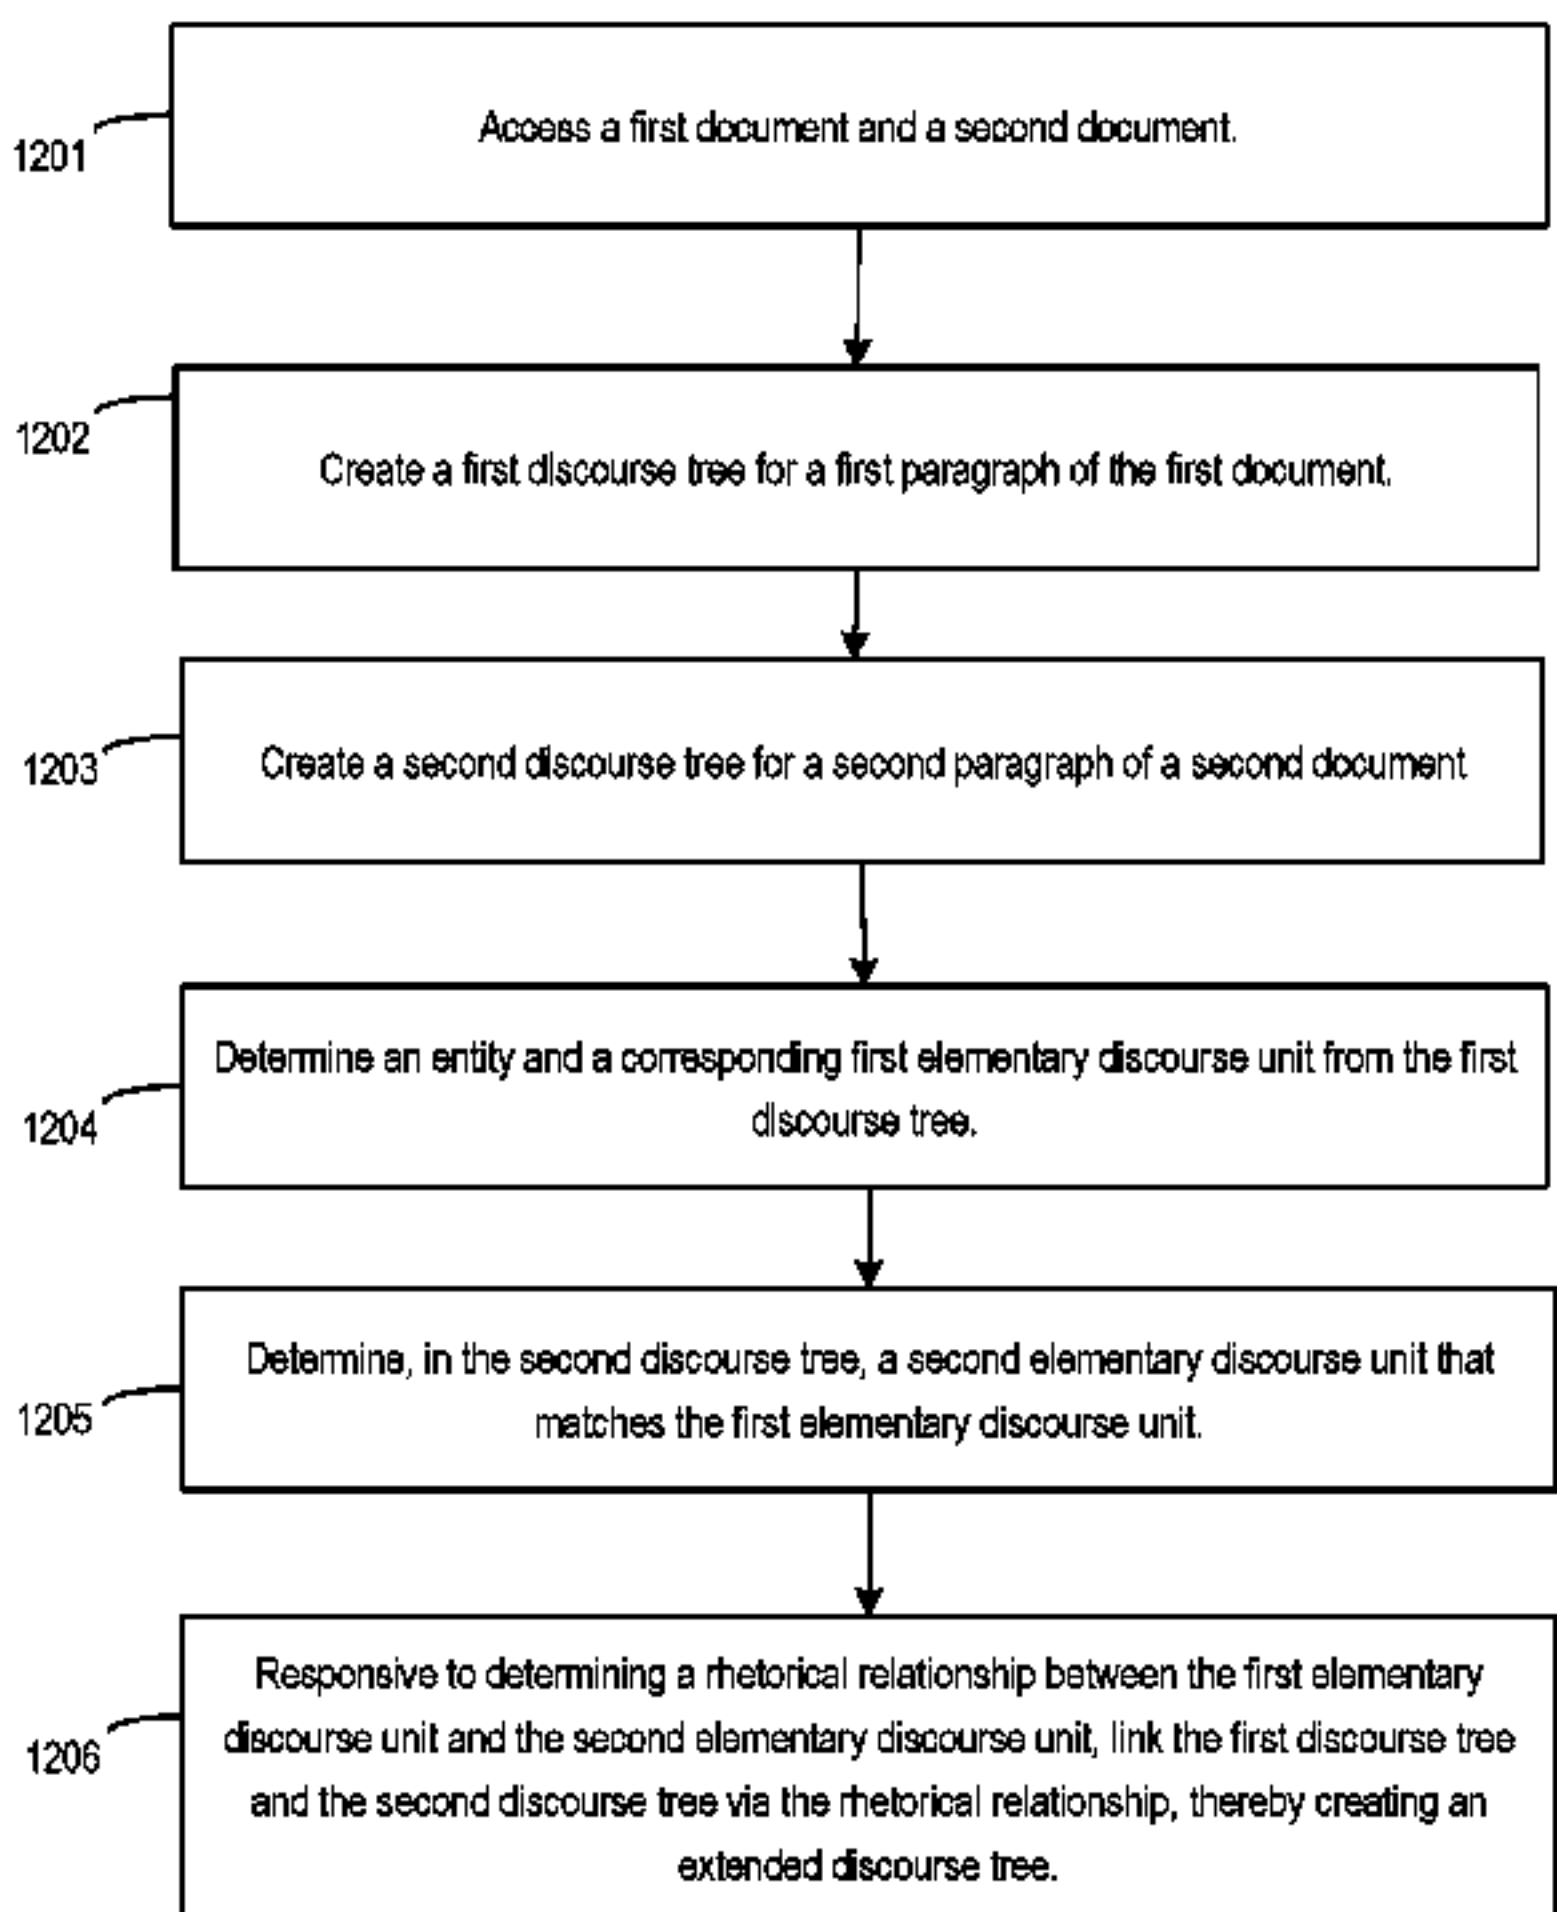 1201
Access a first document and a second document.
1202
Create a first discourse tree for a first paragraph of the first document.
1203
Create a second discourse tree for a second paragraph of a second document
1204
Determine an entity and a corresponding first elementary discourse unit from the first
discourse tree.
1205
Determine, in the second discourse tree, a second elementary discourse unit that
matches the first elementary discourse unit.
1206
Responsive to determining a rhetorical relationship between the first elementary
discourse unit and the second elementary discourse unit, link the first discourse tree
and the second discourse tree via the rhetorical relationship, thereby creating an
extended discourse tree.